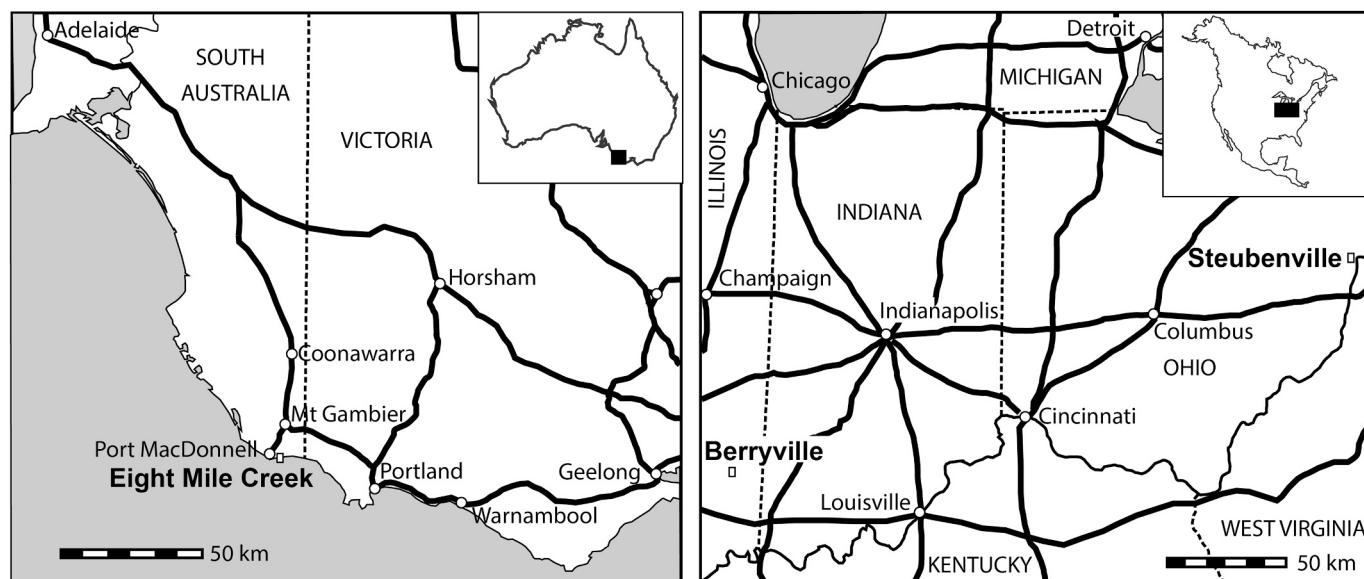 Adelaide
SOUTH
AUSTRALIA
VICTORIA
Horsham
Coonawarra
Mt Gambier
Port MacDonnell
Eight Mile Creek
Portland
Geelong
Warnambool
50 km
Detroit
MICHIGAN
Chicago
ILLINOIS
INDIANA
Steubenville
Champaign
Indianapolis
Columbus
OHIO
Cincinnati
Berryville
Louisville
WEST VIRGINIA
KENTUCKY
50 km